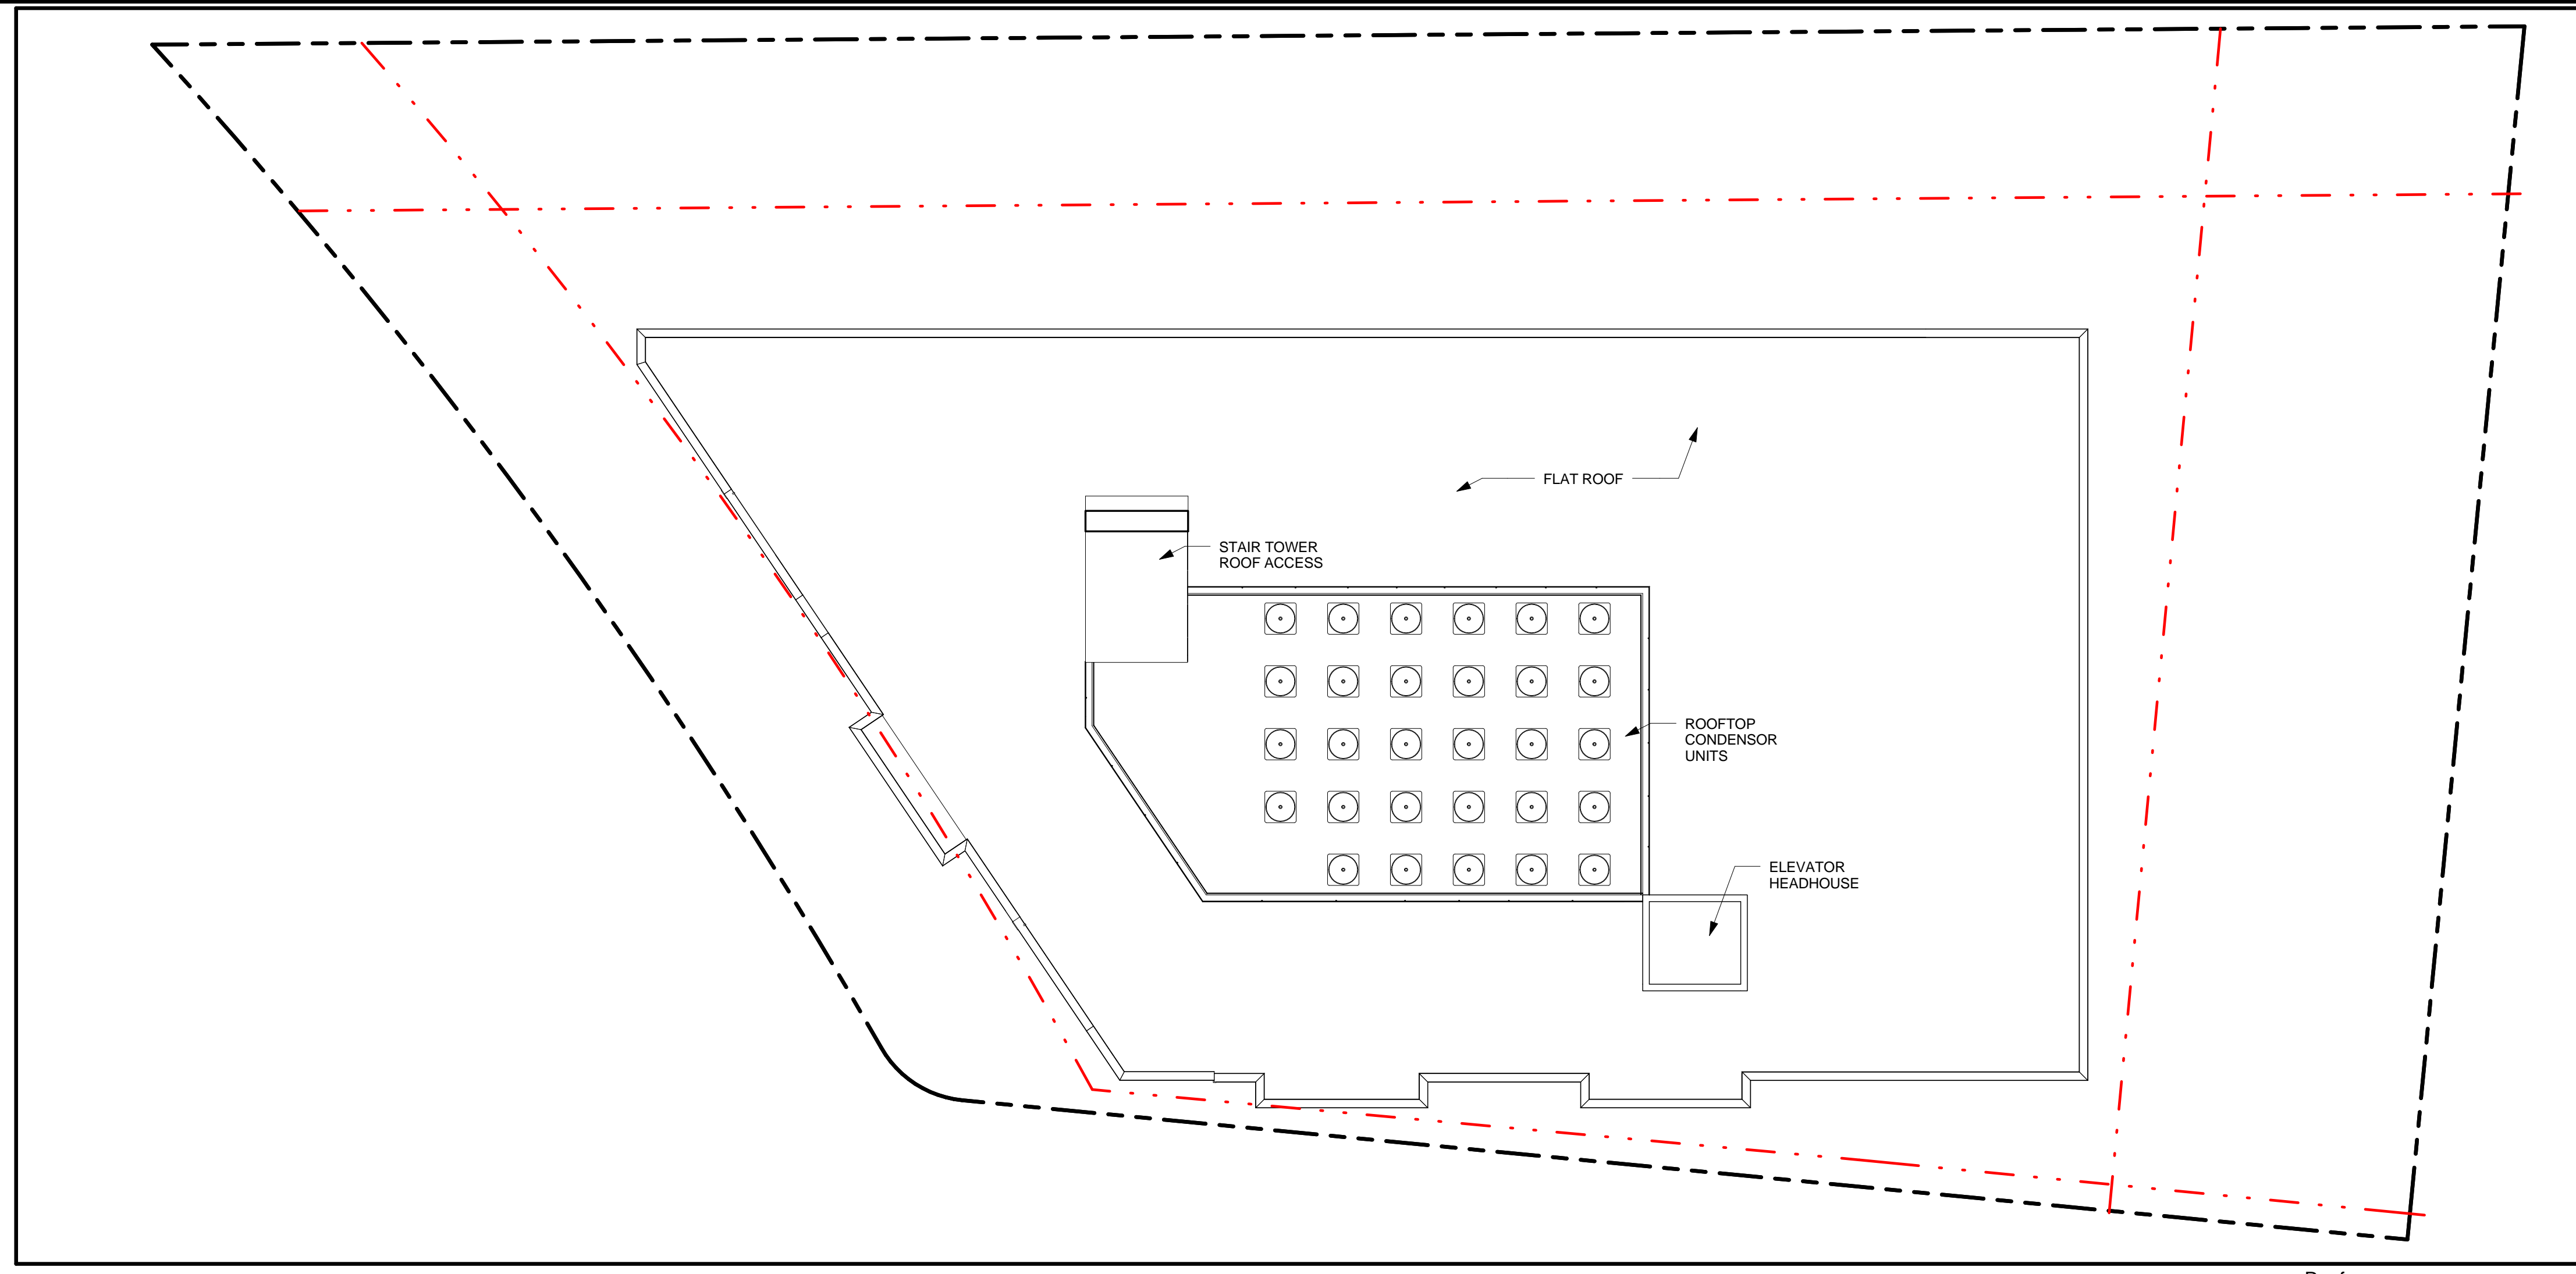 FLAT ROOF
STAIR TOWER
ROOF ACCESS
ROOFTOP
CONDENSOR
UNITS
ELEVATOR
HEADHOUSE